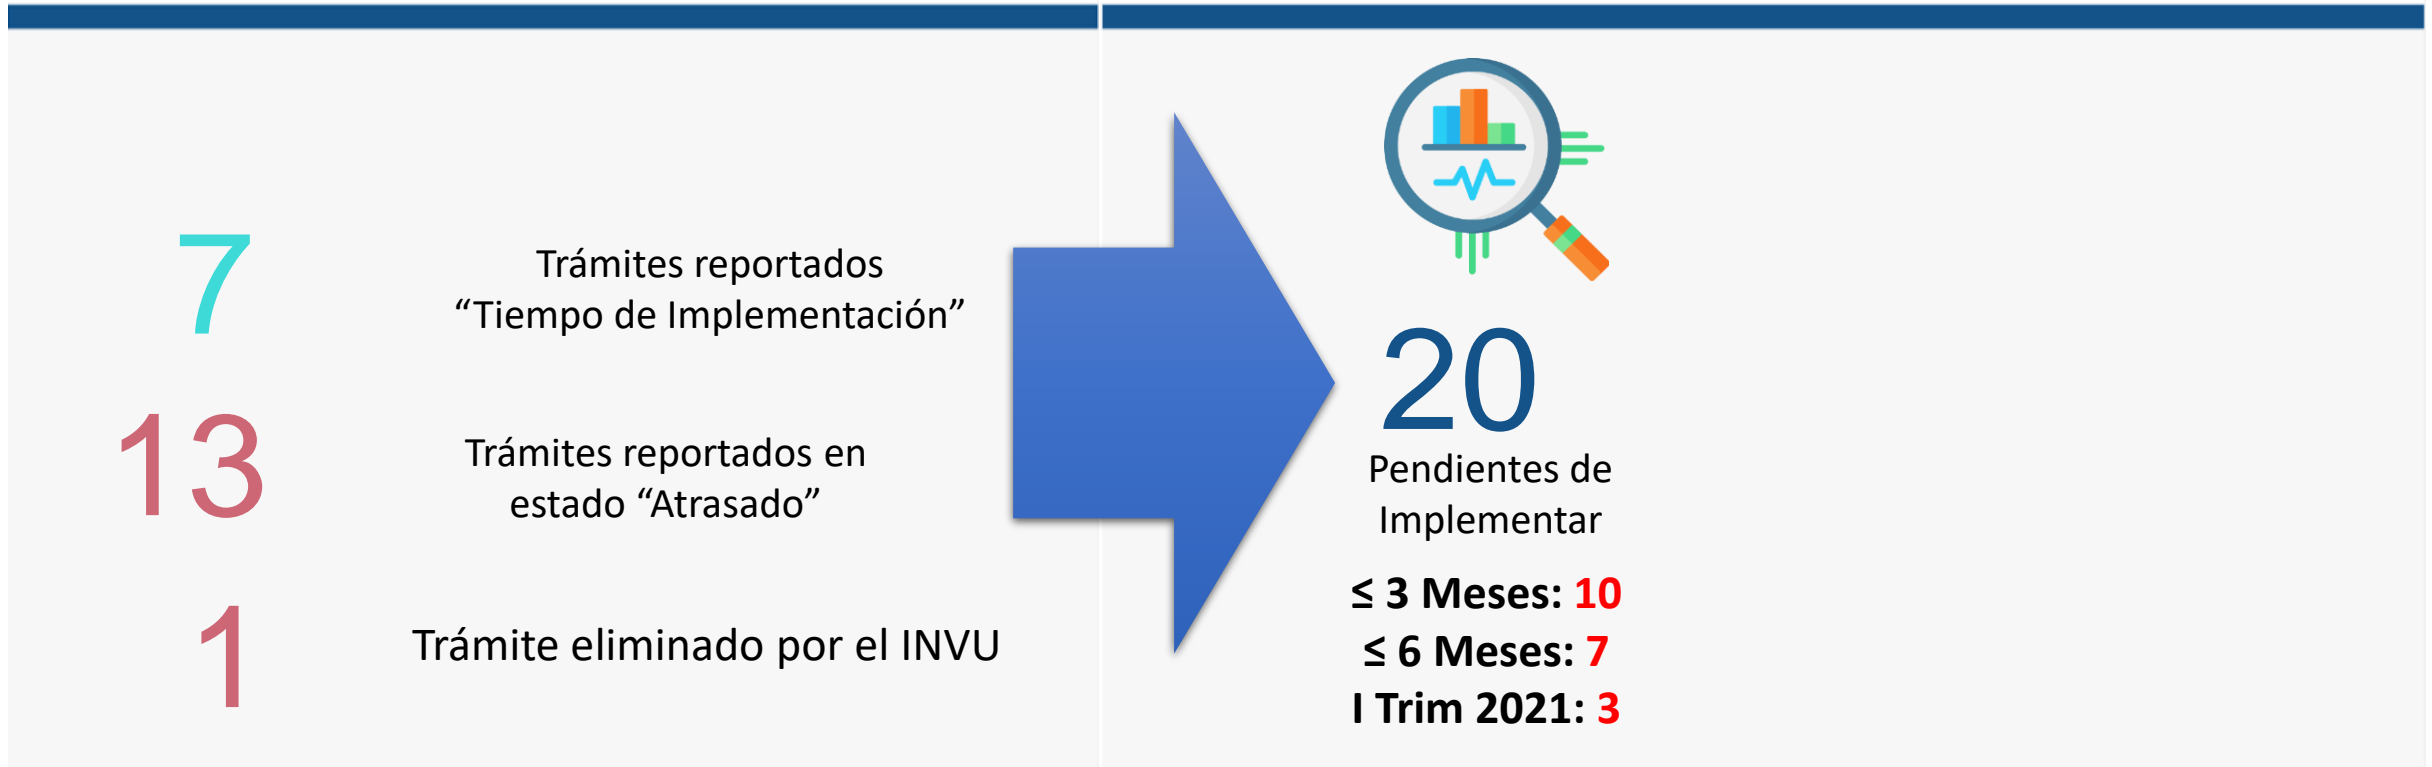 7
Trámites reportados
“Tiempo de Implementación”
13
Trámites reportados en
estado “Atrasado”
1
Trámite eliminado por el INVU
20
Pendientes de
Implementar
≤ 3 Meses: 10
≤ 6 Meses: 7
I Trim 2021: 3